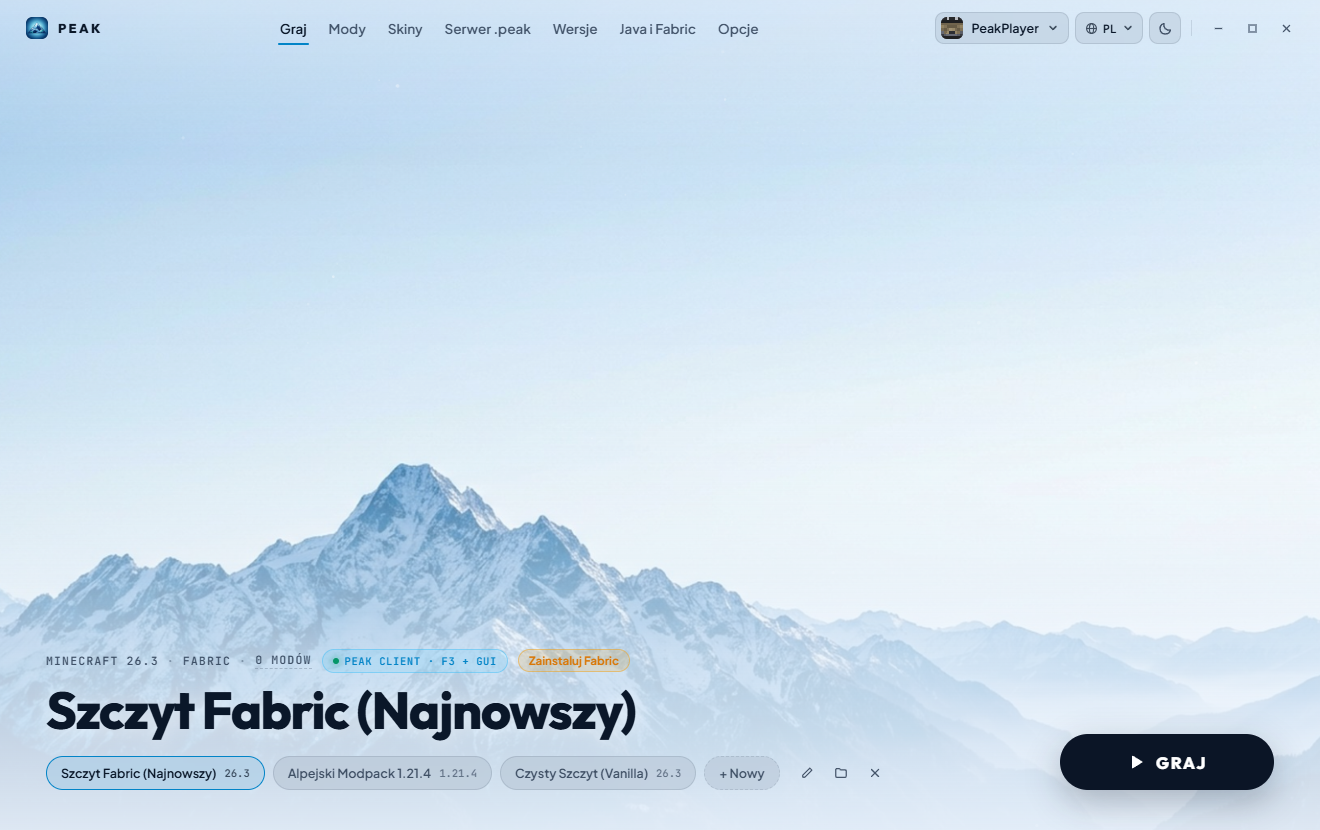 PEAK
Graj Mody Skiny Serwer .peak Wersje Java i Fabric Opcje
PeakPlayer
PL
MINECRAFT 26.3 · FABRIC · 0 MODÓW
PEAK CLIENT · F3 + GUI
Zainstaluj Fabric
Szczyt Fabric (Najnowszy)
Szczyt Fabric (Najnowszy) 26.3
Alpejski Modpack 1.21.4 1.21.4
Czysty Szczyt (Vanilla) 26.3
+ Nowy
GRAJ